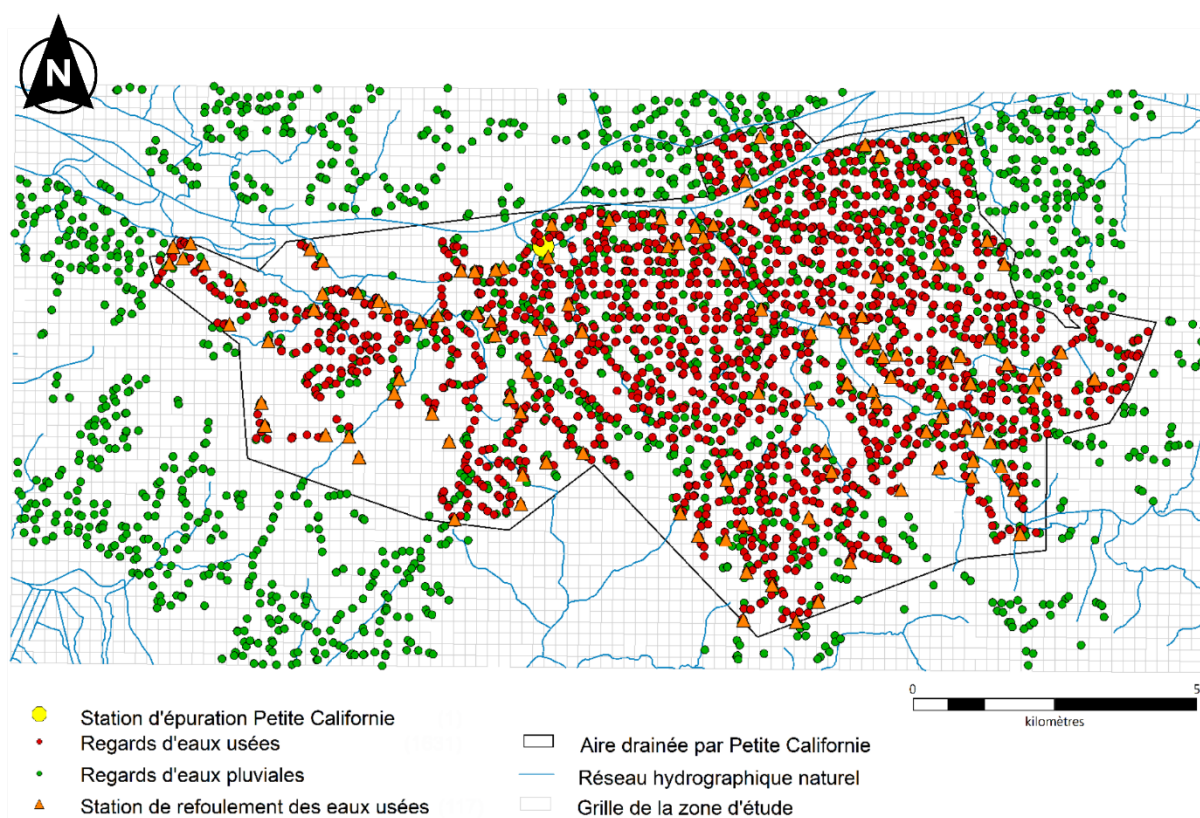 N
0 5
kilomètres
Station d'épuration Petite Californie
Regards d'eaux usées
Regards d'eaux pluviales
Station de refoulement des eaux usées
Aire drainée par Petite Californie
Réseau hydrographique naturel
Grille de la zone d'étude